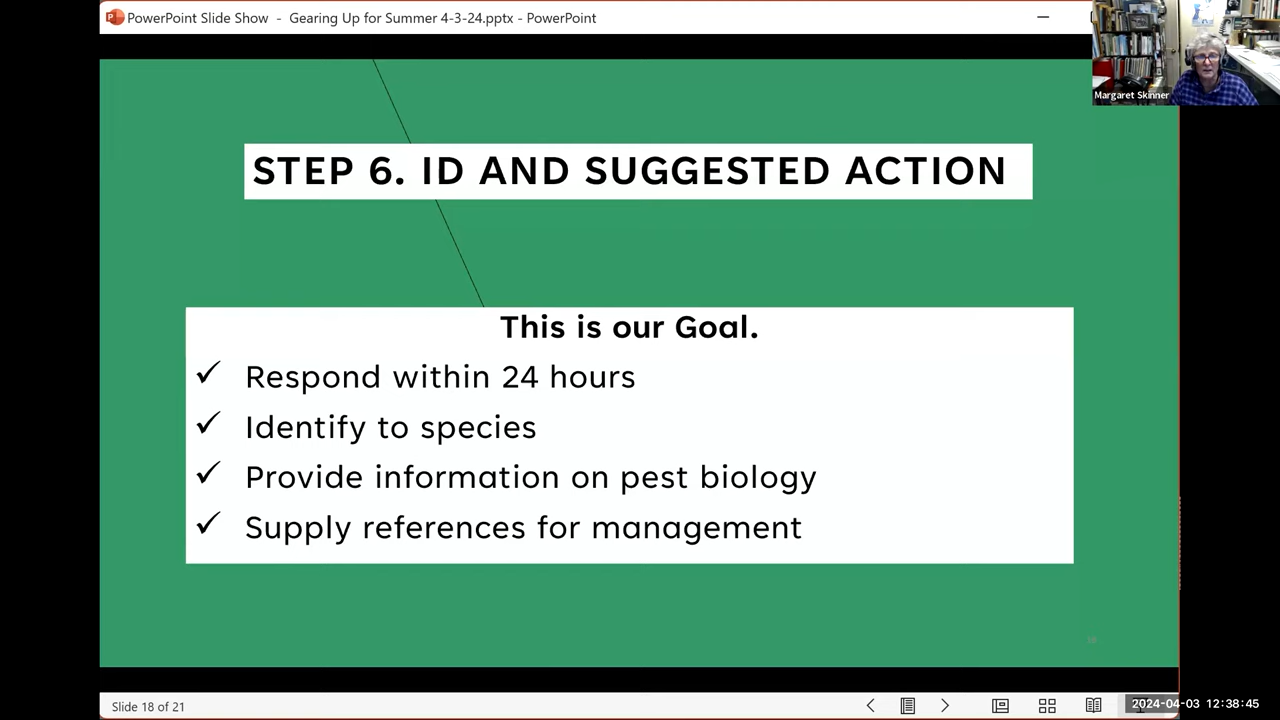 PowerPoint Slide Show - Gearing Up for Summer 4-3-24.pptx - PowerPoint
Margaret Skinner
STEP 6. ID AND SUGGESTED ACTION
This is our Goal.
✓ Respond within 24 hours
✓ Identify to species
✓ Provide information on pest biology
✓ Supply references for management
Slide 18 of 21
2024-04-03 12:38:45